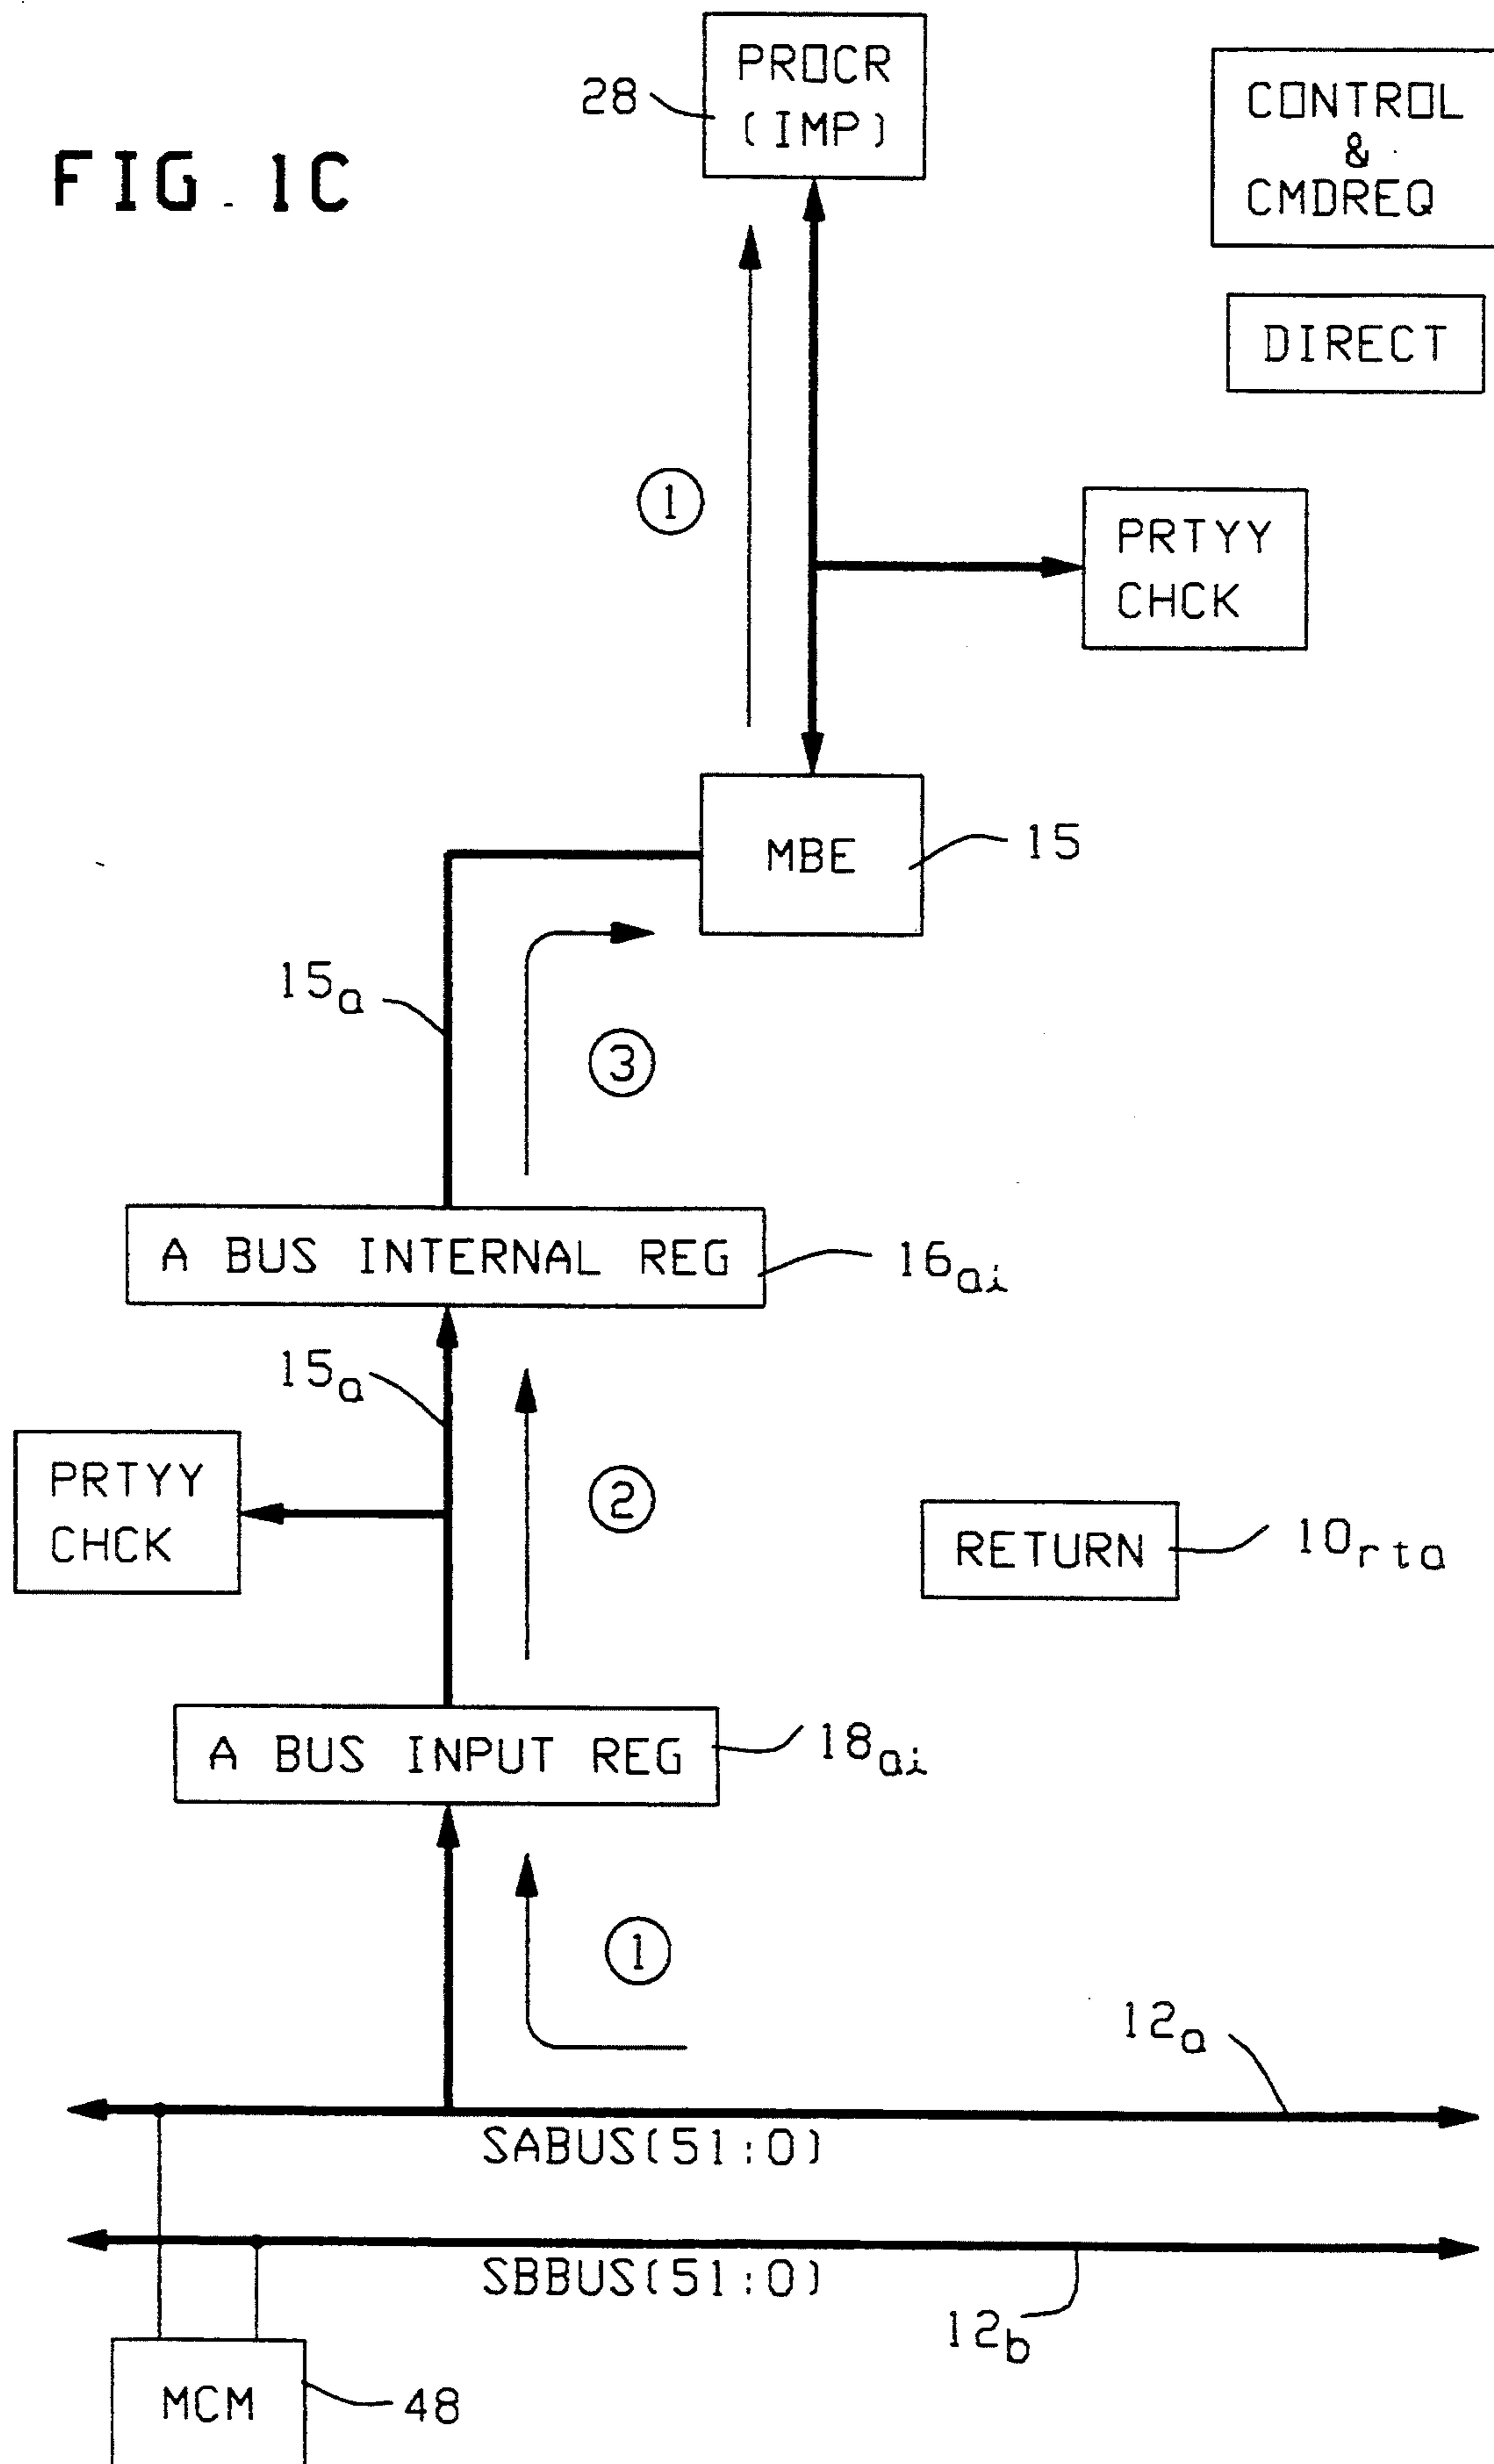 PROCR
(IMP)
28
CONTROL
&
CMDREQ
FIG. 1C
DIRECT
1
PRTYY
CHCK
MBE
15
15a
3
A BUS INTERNAL REG
16ai
15a
PRTYY
CHCK
2
RETURN
10rta
A BUS INPUT REG
18ai
1
12a
SABUS(51:0)
SBBUS(51:0)
12b
MCM
48